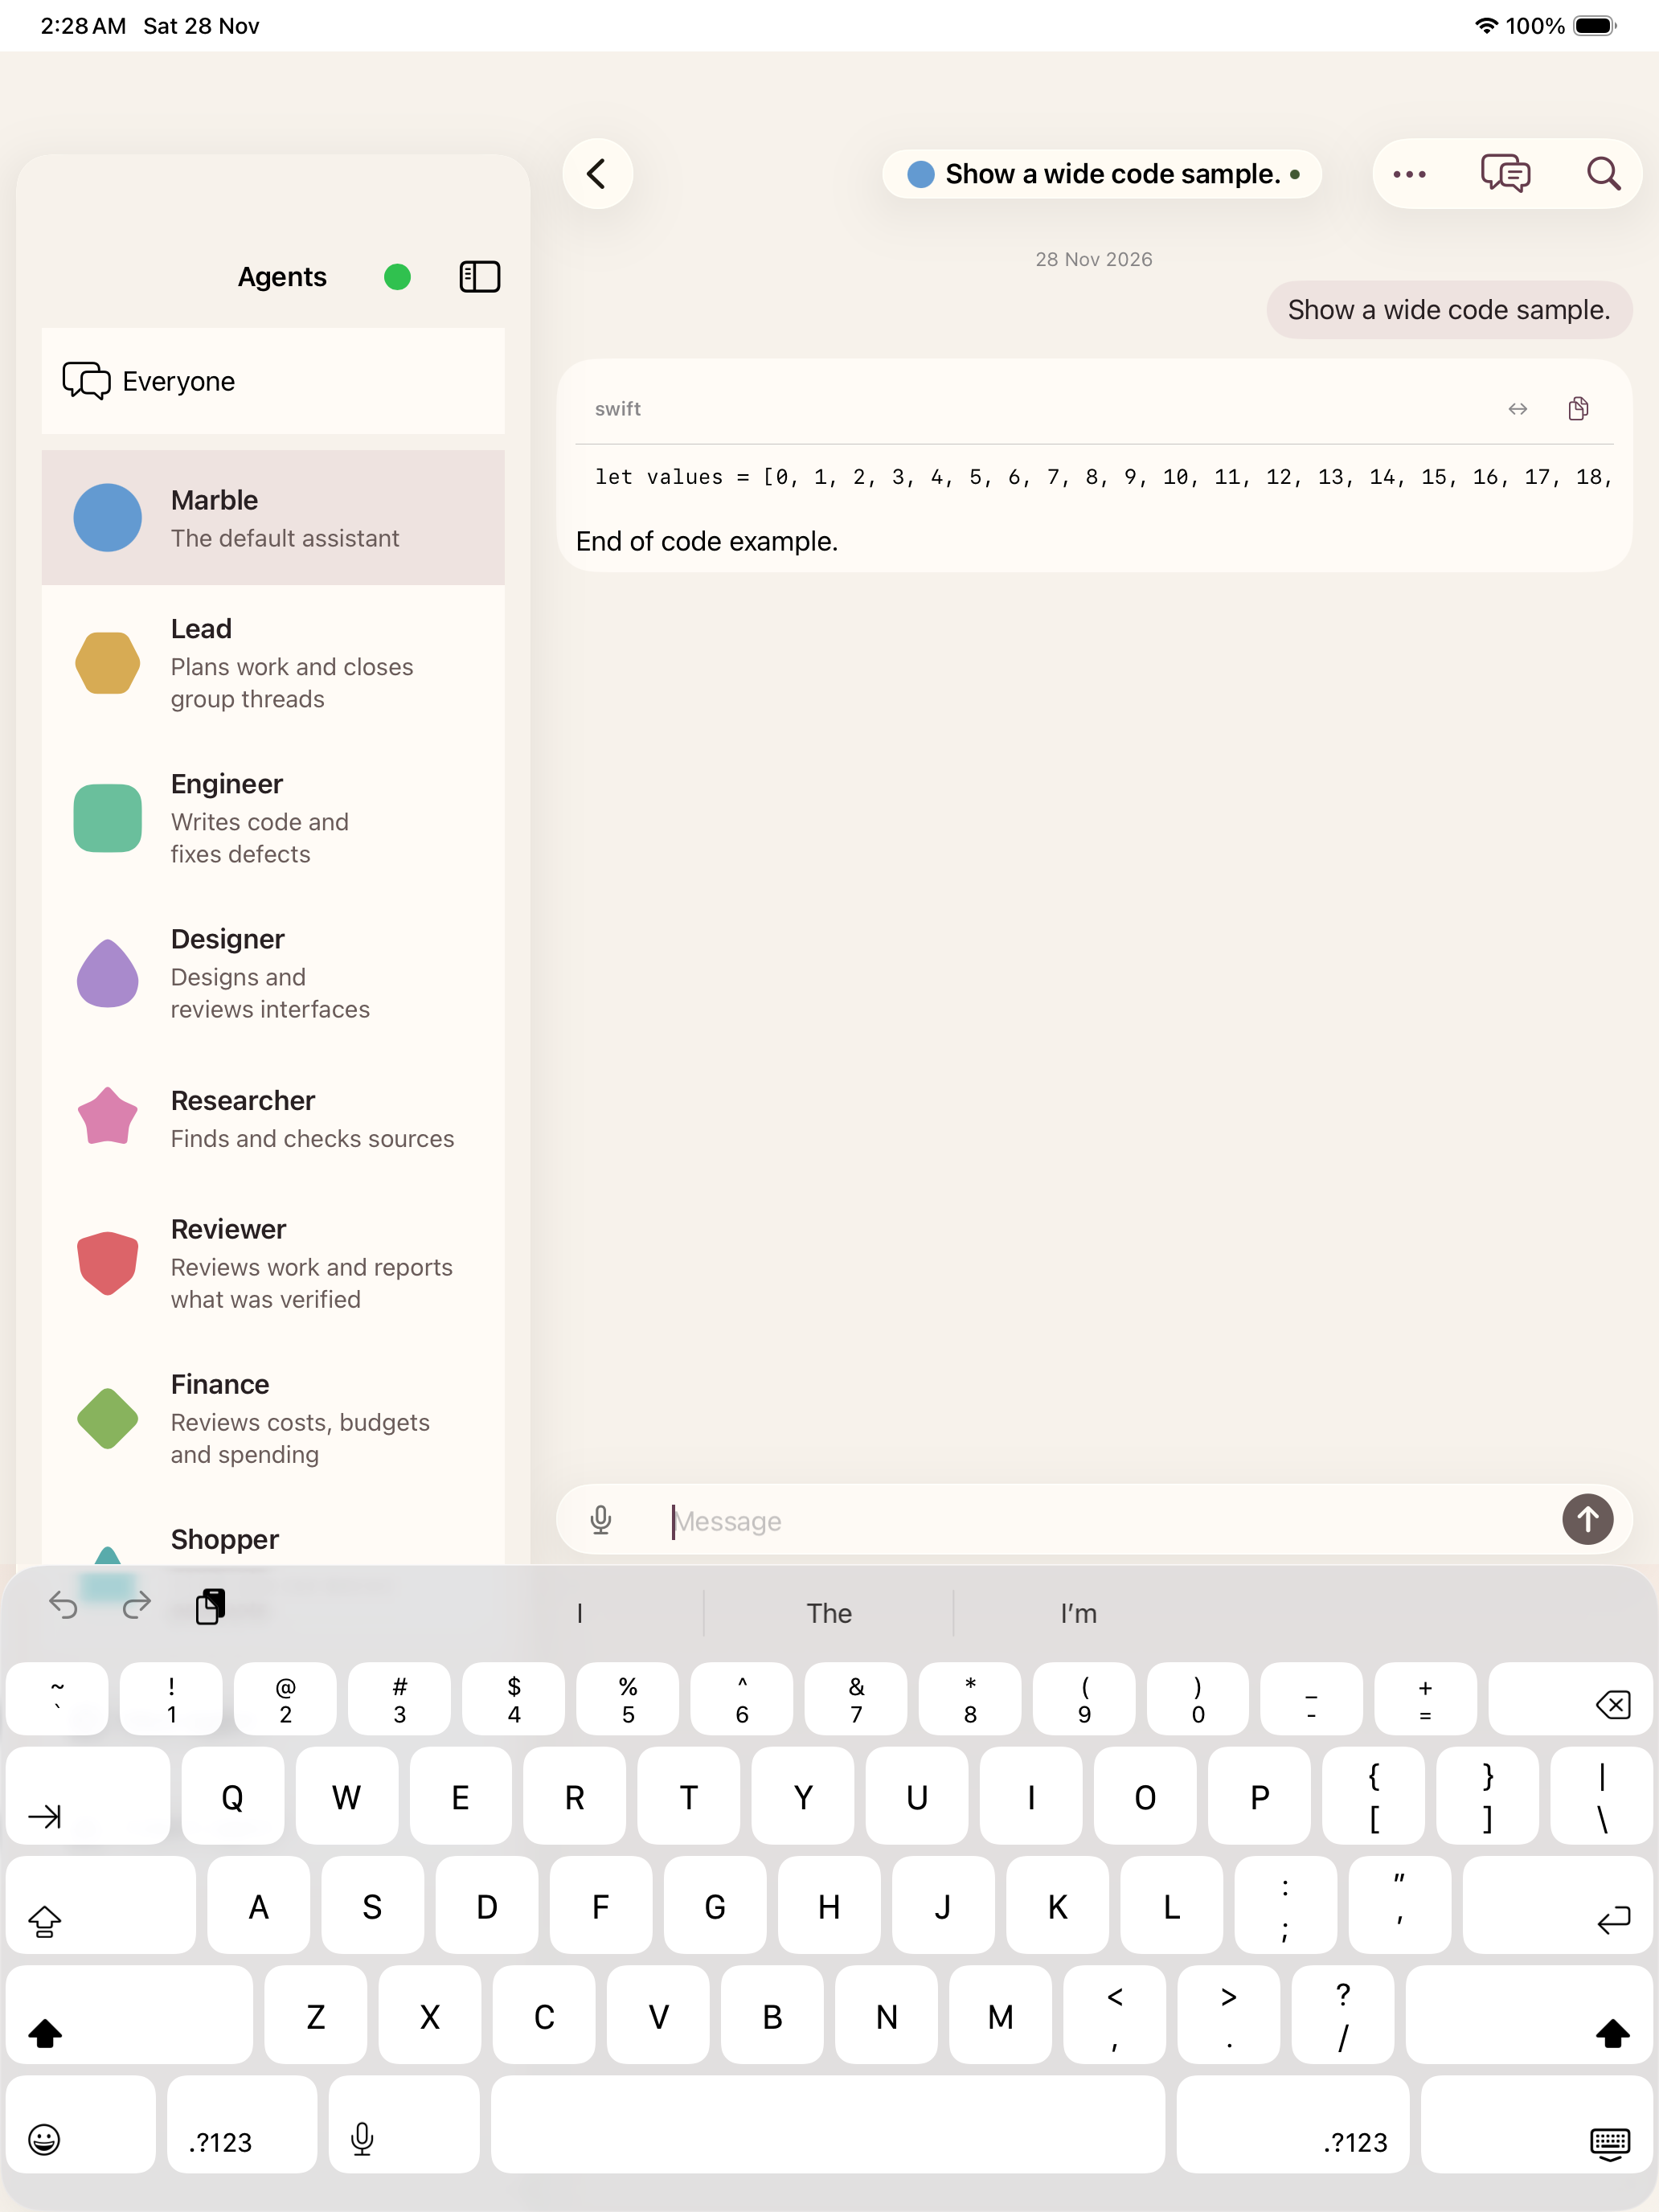 2:28 AM Sat 28 Nov
100%
Agents
Everyone
Marble
The default assistant
Lead
Plans work and closes
group threads
Engineer
Writes code and
fixes defects
Designer
Designs and
reviews interfaces
Researcher
Finds and checks sources
Reviewer
Reviews work and reports
what was verified
Finance
Reviews costs, budgets
and spending
Shopper
Show a wide code sample.
28 Nov 2026
Show a wide code sample.
swift
let values = [0, 1, 2, 3, 4, 5, 6, 7, 8, 9, 10, 11, 12, 13, 14, 15, 16, 17, 18,
End of code example.
Message
I The I’m
~ ! @ # $ % ^ & * ( ) _ +
` 1 2 3 4 5 6 7 8 9 0 - =
Q W E R T Y U I O P { } |
[ ] \
A S D F G H J K L : "
; '
Z X C V B N M < > ?
, . /
.?123 .?123